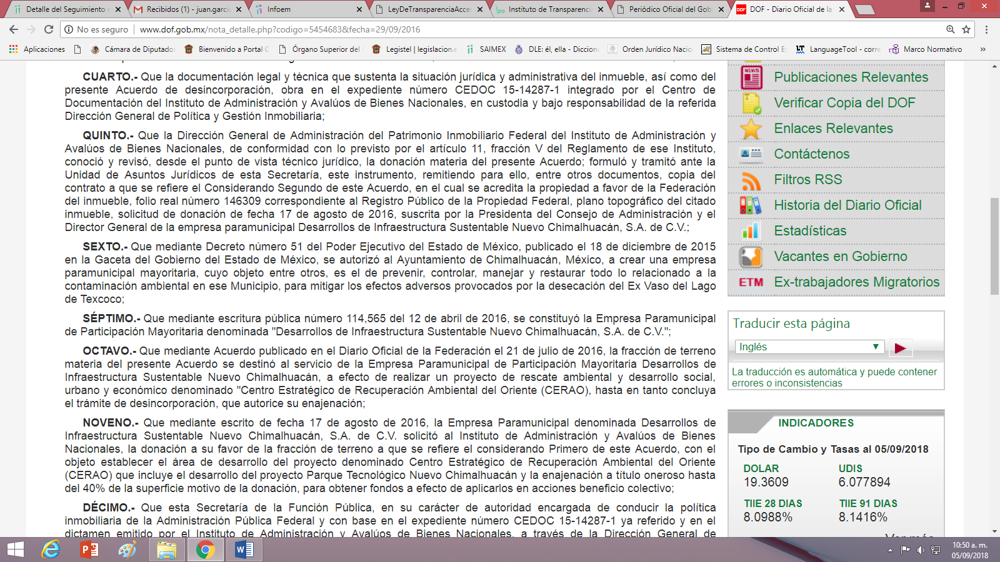 Detalle del Seguimiento d
Recibidos (1) - juan.garcia
Infoem
LeyDeTransparenciaAcces
Instituto de Transparencia
Periódico Oficial del Gob
DOF - Diario Oficial de la
No es seguro
www.dof.gob.mx/nota_detalle.php?codigo=5454683&fecha=29/09/2016
Aplicaciones
Cámara de Diputados
Bienvenido a Portal C
Órgano Superior del
Legistel | legislacion.e
SAIMEX
DLE: él, ella - Diccion
Orden Jurídico Nacio
Sistema de Control E
LanguageTool - corre
Marco Normativo
»
CUARTO.- Que la documentación legal y técnica que sustenta la situación jurídica y administrativa del inmueble, así como del
presente Acuerdo de desincorporación, obra en el expediente número CEDOC 15-14287-1 integrado por el Centro de
Documentación del Instituto de Administración y Avalúos de Bienes Nacionales, en custodia y bajo responsabilidad de la referida
Dirección General de Política y Gestión Inmobiliaria;
QUINTO.- Que la Dirección General de Administración del Patrimonio Inmobiliario Federal del Instituto de Administración y
Avalúos de Bienes Nacionales, de conformidad con lo previsto por el artículo 11, fracción V del Reglamento de ese Instituto,
conoció y revisó, desde el punto de vista técnico jurídico, la donación materia del presente Acuerdo; formuló y tramitó ante la
Unidad de Asuntos Jurídicos de esta Secretaría, este instrumento, remitiendo para ello, entre otros documentos, copia del
contrato a que se refiere el Considerando Segundo de este Acuerdo, en el cual se acredita la propiedad a favor de la Federación
del inmueble, folio real número 146309 correspondiente al Registro Público de la Propiedad Federal, plano topográfico del citado
inmueble, solicitud de donación de fecha 17 de agosto de 2016, suscrita por la Presidenta del Consejo de Administración y el
Director General de la empresa paramunicipal Desarrollos de Infraestructura Sustentable Nuevo Chimalhuacán, S.A. de C.V.;
SEXTO.- Que mediante Decreto número 51 del Poder Ejecutivo del Estado de México, publicado el 18 de diciembre de 2015
en la Gaceta del Gobierno del Estado de México, se autorizó al Ayuntamiento de Chimalhuacán, México, a crear una empresa
paramunicipal mayoritaria, cuyo objeto entre otros, es el de prevenir, controlar, manejar y restaurar todo lo relacionado a la
contaminación ambiental en ese Municipio, para mitigar los efectos adversos provocados por la desecación del Ex Vaso del Lago
de Texcoco;
SÉPTIMO.- Que mediante escritura pública número 114,565 del 12 de abril de 2016, se constituyó la Empresa Paramunicipal
de Participación Mayoritaria denominada "Desarrollos de Infraestructura Sustentable Nuevo Chimalhuacán, S.A. de C.V.";
OCTAVO.- Que mediante Acuerdo publicado en el Diario Oficial de la Federación el 21 de julio de 2016, la fracción de terreno
materia del presente Acuerdo se destinó al servicio de la Empresa Paramunicipal de Participación Mayoritaria Desarrollos de
Infraestructura Sustentable Nuevo Chimalhuacán, a efecto de realizar un proyecto de rescate ambiental y desarrollo social,
urbano y económico denominado "Centro Estratégico de Recuperación Ambiental del Oriente (CERAO), hasta en tanto concluya
el trámite de desincorporación, que autorice su enajenación;
NOVENO.- Que mediante escrito de fecha 17 de agosto de 2016, la Empresa Paramunicipal denominada Desarrollos de
Infraestructura Sustentable Nuevo Chimalhuacán, S.A. de C.V. solicitó al Instituto de Administración y Avalúos de Bienes
Nacionales, la donación a su favor de la fracción de terreno a que se refiere el considerando Primero de este Acuerdo, con el
objeto establecer el área de desarrollo del proyecto denominado Centro Estratégico de Recuperación Ambiental del Oriente
(CERAO) que incluye el desarrollo del proyecto Parque Tecnológico Nuevo Chimalhuacán y la enajenación a título oneroso hasta
del 40% de la superficie motivo de la donación, para obtener fondos a efecto de aplicarlos en acciones beneficio colectivo;
DÉCIMO.- Que esta Secretaría de la Función Pública, en su carácter de autoridad encargada de conducir la política
inmobiliaria de la Administración Pública Federal y con base en el expediente número CEDOC 15-14287-1 ya referido y en el
dictamen emitido por el Instituto de Administración y Avalúos de Bienes Nacionales, a través de la Dirección General de
Publicaciones Relevantes
Verificar Copia del DOF
Enlaces Relevantes
Contáctenos
Filtros RSS
Historia del Diario Oficial
Estadísticas
Vacantes en Gobierno
ETM Ex-trabajadores Migratorios
Traducir esta página
Inglés
La traducción es automática y puede contener
errores o inconsistencias
INDICADORES
Tipo de Cambio y Tasas al 05/09/2018
DOLAR UDIS
19.3609 6.077894
TIIE 28 DIAS TIIE 91 DIAS
8.0988% 8.1416%
Ver más
10:50 a. m.
05/09/2018